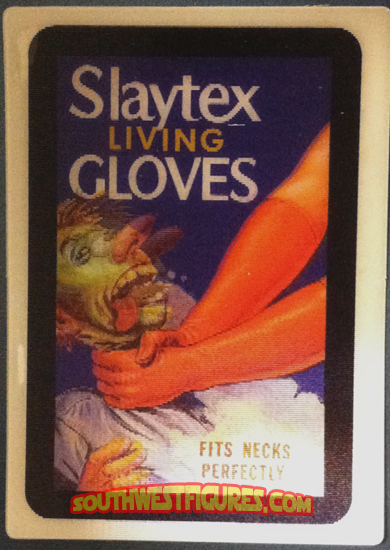 Slaytex
LIVING
GLOVES
FITS NECKS
PERFECTLY
SOUTHWESTFIGURES.COM